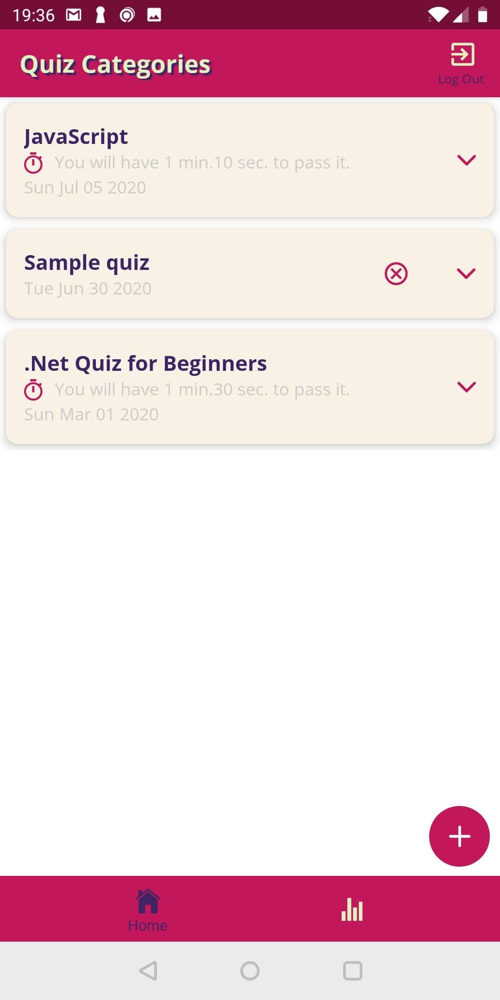 19:36
Quiz Categories
Log Out
JavaScript
You will have 1 min.10 sec. to pass it.
Sun Jul 05 2020
Sample quiz
Tue Jun 30 2020
.Net Quiz for Beginners
You will have 1 min.30 sec. to pass it.
Sun Mar 01 2020
Home